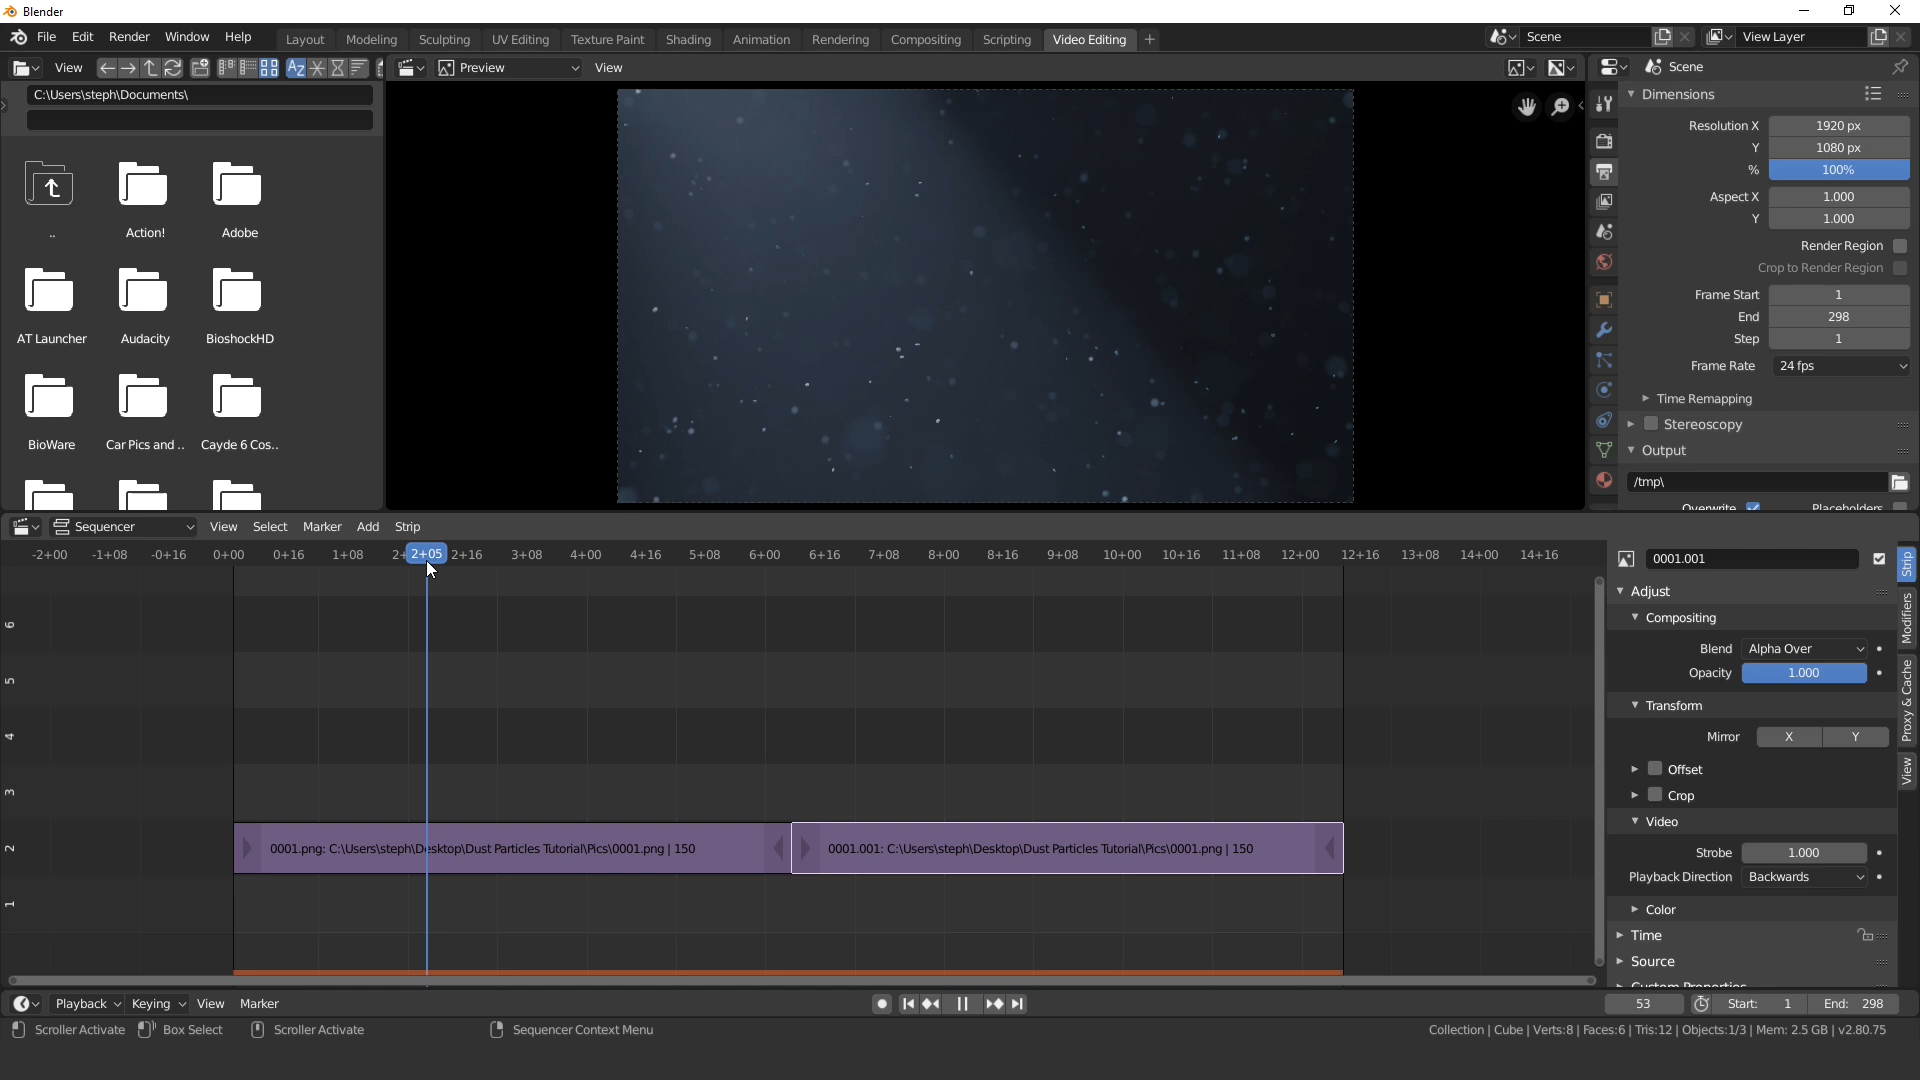 Blender
File Edit Render Window Help Layout Modeling Sculpting UV Editing Texture Paint Shading Animation Rendering Compositing Scripting Video Editing + Scene View Layer
View Preview View Scene
C:\Users\steph\Documents\
.. Action! Adobe
AT Launcher Audacity BioshockHD
BioWare Car Pics and .. Cayde 6 Cos..
Dimensions
Resolution X 1920 px
Y 1080 px
% 100%
Aspect X 1.000
Y 1.000
Render Region
Crop to Render Region
Frame Start 1
End 298
Step 1
Frame Rate 24 fps
Time Remapping
Stereoscopy
Output
/tmp\
Overwrite Placeholders
Sequencer View Select Marker Add Strip
-2+00 -1+08 -0+16 0+00 0+16 1+08 2+ 2+05 2+16 3+08 4+00 4+16 5+08 6+00 6+16 7+08 8+00 8+16 9+08 10+00 10+16 11+08 12+00 12+16 13+08 14+00 14+16
6
5
4
3
2
1
0001.png: C:\Users\steph\Desktop\Dust Particles Tutorial\Pics\0001.png | 150
0001.001: C:\Users\steph\Desktop\Dust Particles Tutorial\Pics\0001.png | 150
0001.001
Adjust
Compositing
Blend Alpha Over
Opacity 1.000
Transform
Mirror X Y
Offset
Crop
Video
Strobe 1.000
Playback Direction Backwards
Color
Time
Source
Custom Properties
Strip
Modifiers
Proxy & Cache
View
Playback Keying View Marker 53 Start: 1 End: 298
Scroller Activate Box Select Scroller Activate Sequencer Context Menu Collection | Cube | Verts:8 | Faces:6 | Tris:12 | Objects:1/3 | Mem: 2.5 GB | v2.80.75